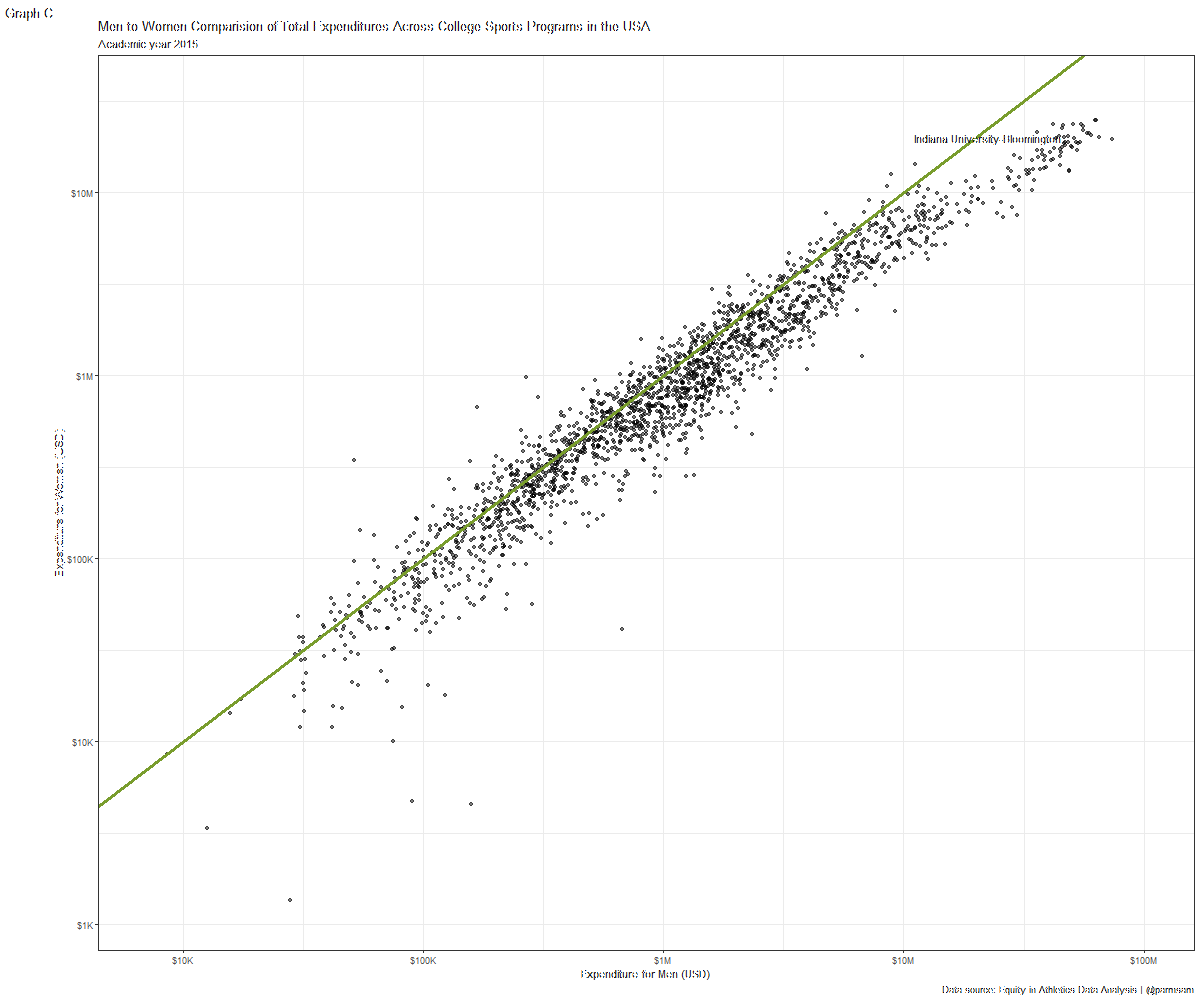 Graph C
Men to Women Comparision of Total Expenditures Across College Sports Programs in the USA
Academic year 2015
Indiana University-Bloomington
$10M
$1M
$100K
$10K
$1K
Expenditure for Women (USD)
$10K $100K $1M $10M $100M
Expenditure for Men (USD)
Data source: Equity in Athletics Data Analysis | @parmsam